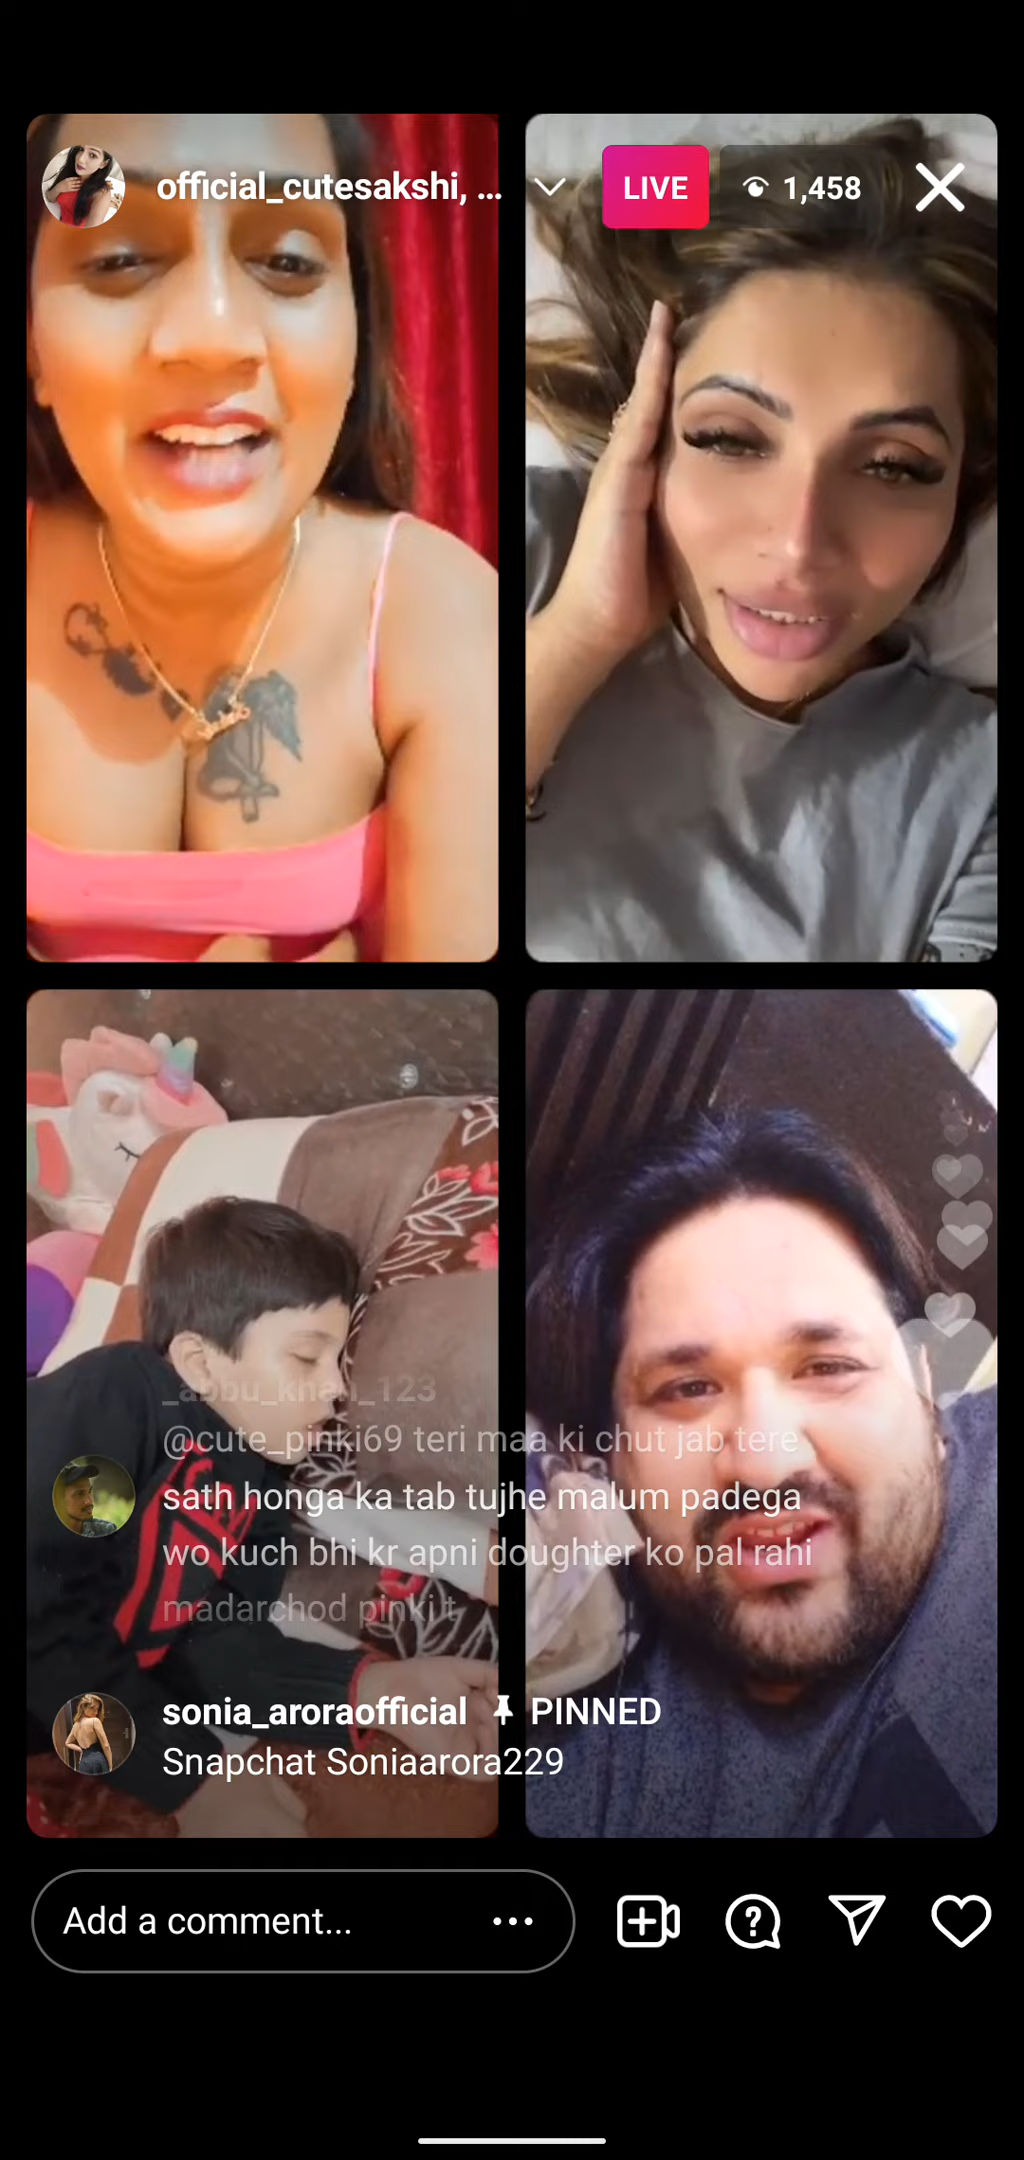 official_cutesakshi, ...
LIVE
1,458
_abbu_khan_123
@cute_pinki69 teri maa ki chut jab tere
sath honga ka tab tujhe malum padega
wo kuch bhi kr apni doughter ko pal rahi
madarchod pinki t
sonia_aroraofficial PINNED
Snapchat Soniaarora229
Add a comment...